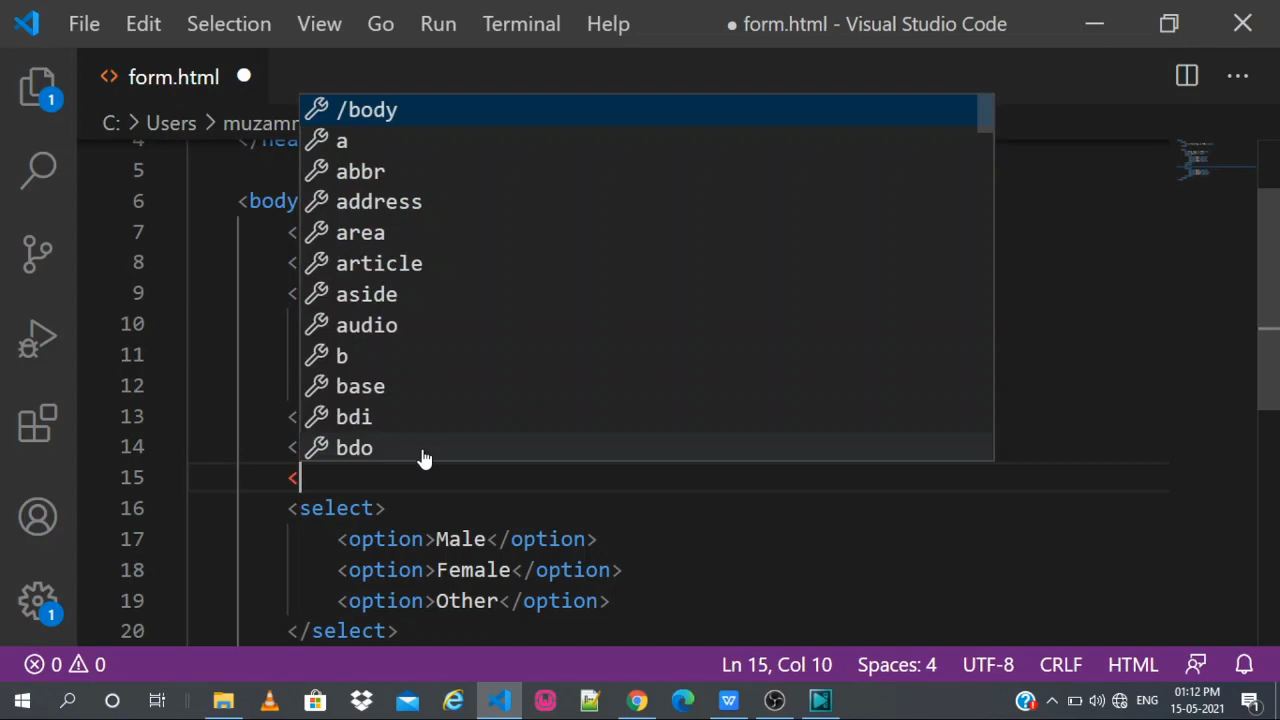 File Edit Selection View Go Run Terminal Help ● form.html - Visual Studio Code
<> form.html ●
C: > Users >
4
5
6 <body
7 <
8 <
9 <
10
11
12
13 <
14 <
15 <
/body
a
abbr
address
area
article
aside
audio
b
base
bdi
bdo
16 <select>
17 <option>Male</option>
18 <option>Female</option>
19 <option>Other</option>
20 </select>
1
1
0 0
Ln 15, Col 10 Spaces: 4 UTF-8 CRLF HTML
ENG
01:12 PM
15-05-2021
1